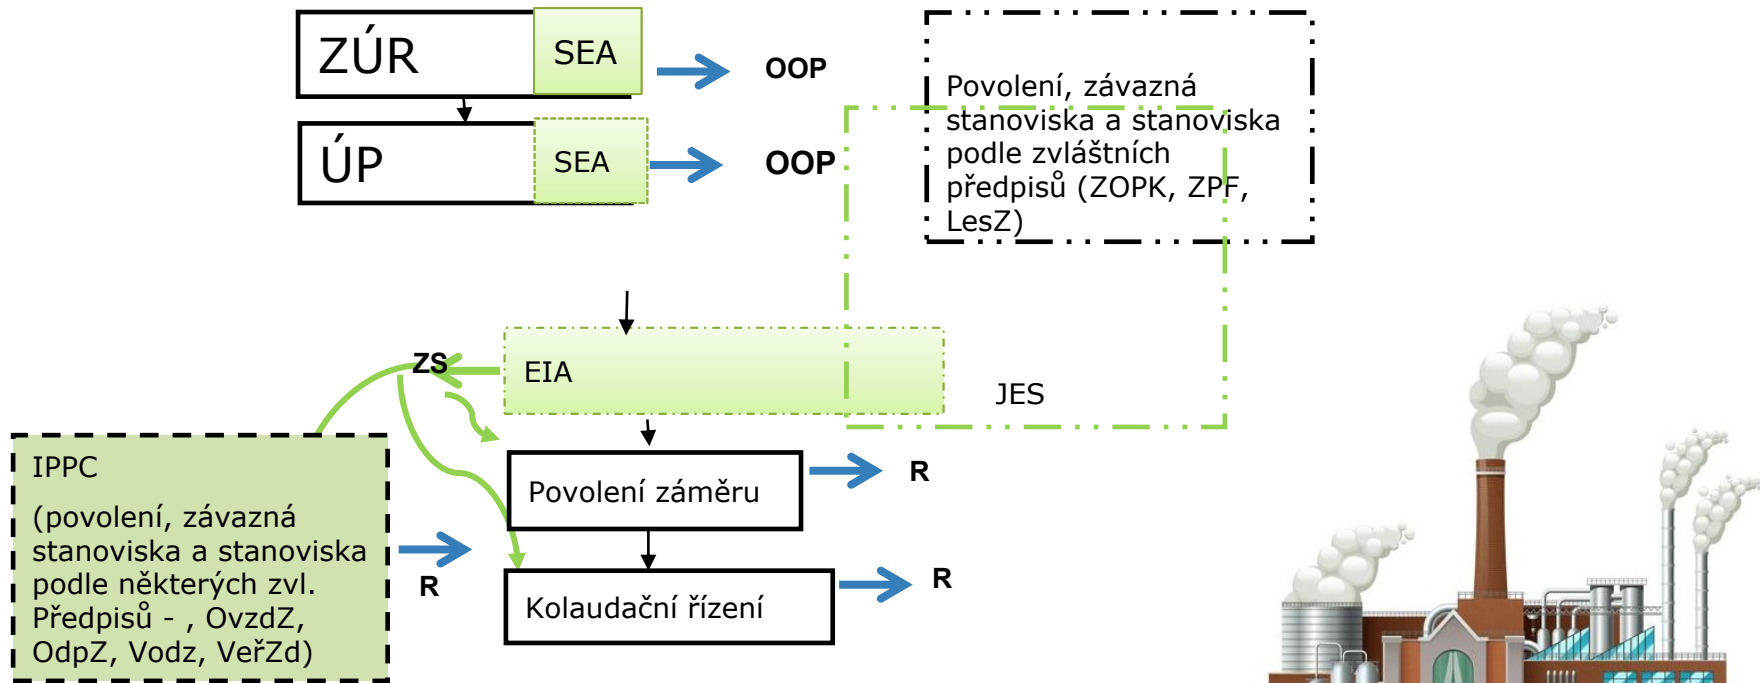 ZÚR
SEA
OOP
ÚP
SEA
OOP
Povolení, závazná
stanoviska a stanoviska
podle zvláštních
předpisů (ZOPK, ZPF,
LesZ)
ZS
EIA
JES
IPPC
(povolení, závazná
stanoviska a stanoviska
podle některých zvl.
Předpisů - , OvzdZ,
OdpZ, Vodz, VeřZd)
R
Povolení záměru
R
Kolaudační řízení
R